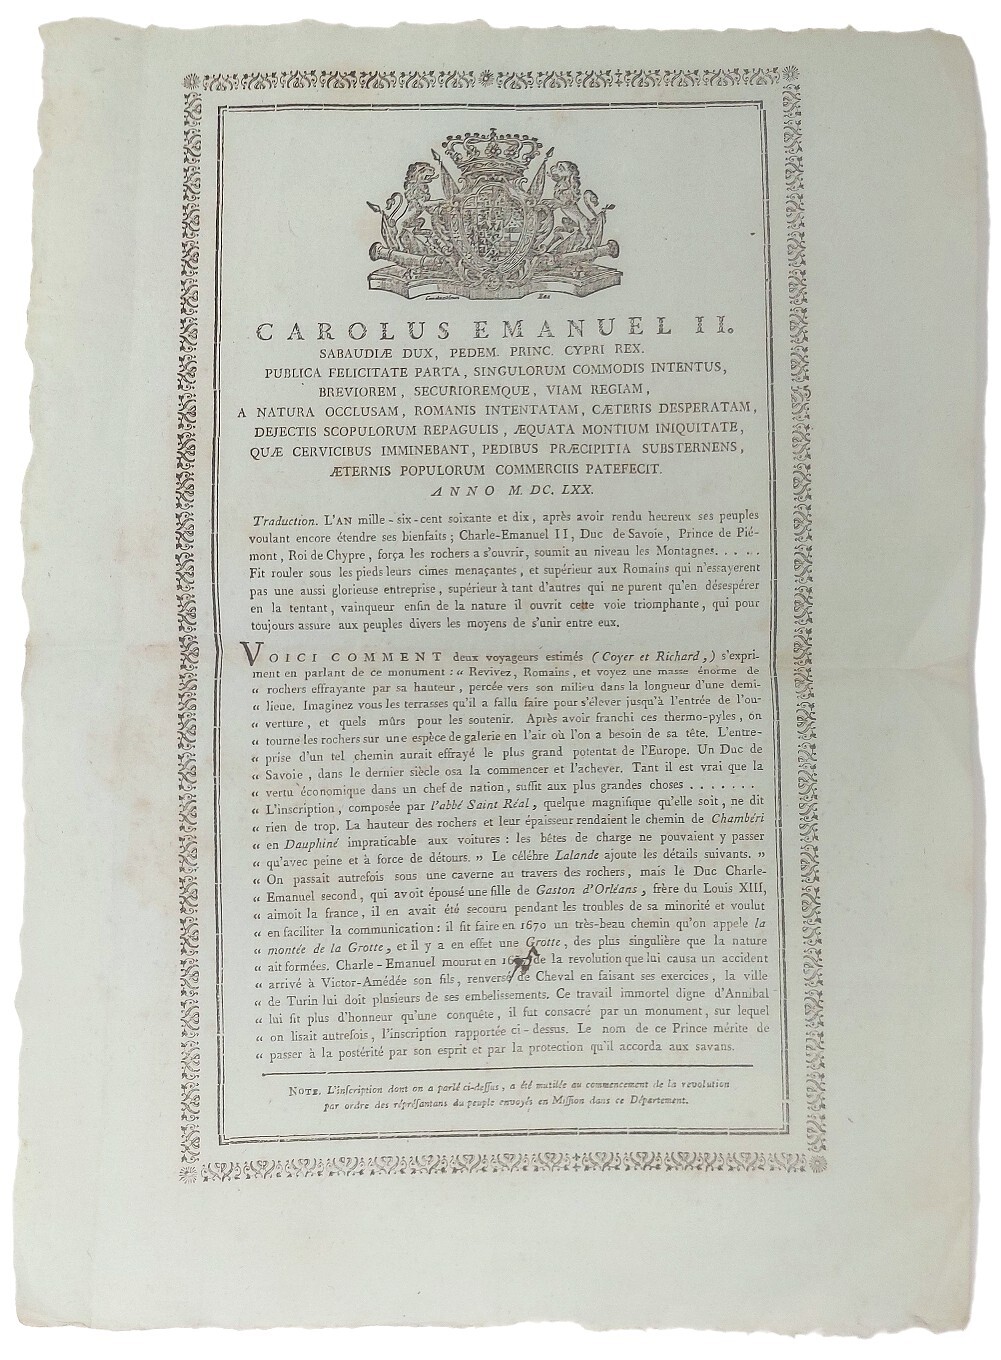 CAROLUS EMANUEL II.
SABAUDIÆ DUX, PEDEM. PRINC. CYPRI REX.
PUBLICA FELICITATE PARTA, SINGULORUM COMMODIS INTENTUS,
BREVIOREM, SECURIOREMQUE, VIAM REGIAM,
A NATURA OCCLUSAM, ROMANIS INTENTATAM, CÆTERIS DESPERATAM,
DEJECTIS SCOPULORUM REPAGULIS, ÆQUATA MONTIUM INIQUITATE,
QUÆ CERVICIBUS IMMINEBANT, PEDIBUS PRÆCIPITIA SUBSTERNENS,
ÆTERNIS POPULORUM COMMERCIIS PATEFECIT.
ANNO M. DC. LXX.
Traduction. L'AN mille-six-cent soixante et dix, après avoir rendu heureux ses peuples
voulant encore étendre ses bienfaits; Charle-Emanuel II, Duc de Savoie, Prince de Pié-
mont, Roi de Chypre, força les rochers a s'ouvrir, soumit au niveau les Montagnes. . . . . .
Fit rouler sous les pieds leurs cimes menaçantes, et supérieur aux Romains qui n'essayerent
pas une aussi glorieuse entreprise, supérieur à tant d'autres qui ne purent qu'en désespérer
en la tentant, vainqueur enfin de la nature il ouvrit cette voie triomphante, qui pour
toujours assure aux peuples divers les moyens de s'unir entre eux.
VOICI COMMENT deux voyageurs estimés (Coyer et Richard,) s'expri-
ment en parlant de ce monument : « Revivez, Romains, et voyez une masse énorme de
« rochers effrayante par sa hauteur, percée vers son milieu dans la longueur d'une demi-
« lieue. Imaginez vous les terrasses qu'il a fallu faire pour s'élever jusqu'à l'entrée de l'ou-
« verture, et quels mûrs pour les soutenir. Après avoir franchi ces thermo-pyles, on
« tourne les rochers sur une espèce de galerie en l'air où l'on a besoin de sa tête. L'entre-
« prise d'un tel chemin aurait effrayé le plus grand potentat de l'Europe. Un Duc de
« Savoie, dans le dernier siècle osa la commencer et l'achever. Tant il est vrai que la
« vertu économique dans un chef de nation, suffit aux plus grandes choses . . . . . . .
« L'inscription, composée par l'abbé Saint Réal, quelque magnifique qu'elle soit, ne dit
« rien de trop. La hauteur des rochers et leur épaisseur rendaient le chemin de Chambéri
« en Dauphiné impraticable aux voitures : les bêtes de charge ne pouvaient y passer
« qu'avec peine et à force de détours. » Le célébre Lalande ajoute les détails suivants. »
« On passait autrefois sous une caverne au travers des rochers, mais le Duc Charle-
« Emanuel second, qui avoit épousé une fille de Gaston d'Orléans, frère du Louis XIII,
« aimoit la france, il en avait été secouru pendant les troubles de sa minorité et voulut
« en faciliter la communication : il fit faire en 1670 un très-beau chemin qu'on appele la
« montée de la Grotte, et il y a en effet une Grotte, des plus singulière que la nature
« ait formées. Charle-Emanuel mourut en de la revolution que lui causa un accident
« arrivé à Victor-Amédée son fils, renversé de Cheval en faisant ses exercices, la ville
« de Turin lui doit plusieurs de ses embelissements. Ce travail immortel digne d'Annibal
« lui fit plus d'honneur qu'une conquête, il fut consacré par un monument, sur lequel
« on lisait autrefois, l'inscription rapportée ci-dessus. Le nom de ce Prince mérite de
« passer à la postérité par son esprit et par la protection qu'il accorda aux savans.
NOTE. L'inſcription dont on a parlé ci-deſſus, a été mutilée au commencement de la revolution
par ordre des répréſantans du peuple envoyés en Miſſion dans ce Département.